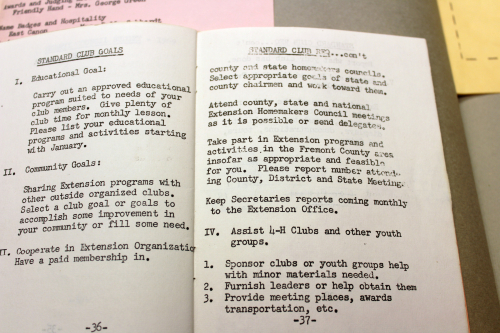 Awards and Judging
Friendly Hand - Mrs. George Green
Name Badges and Hospitality
East Canon
STANDARD CLUB GOALS
I. Educational Goal:
Carry out an approved educational
program suited to needs of your
club members. Give plenty of
club time for monthly lesson.
Please list your educational
programs and activities starting
with January.
II. Community Goals:
Sharing Extension programs with
other outside organized clubs.
Select a club goal or goals to
accomplish some improvement in
your community or fill some need.
III. Cooperate in Extension Organization
Have a paid membership in.
-36-
STANDARD CLUB ...con't
county and state homemakers councils.
Select appropriate goals of state and
county chairmen and work toward them.
Attend county, state and national
Extension Homemakers Council meetings
as it is possible or send delegates.
Take part in Extension programs and
activities in the Fremont County area
insofar as appropriate and feasible
for you. Please report number attend-
ing County, District and State Meeting.
Keep Secretaries reports coming monthly
to the Extension Office.
IV. Assist 4-H Clubs and other youth
groups.
1. Sponsor clubs or youth groups help
with minor materials needed.
2. Furnish leaders or help obtain them
3. Provide meeting places, awards
transportation, etc.
-37-